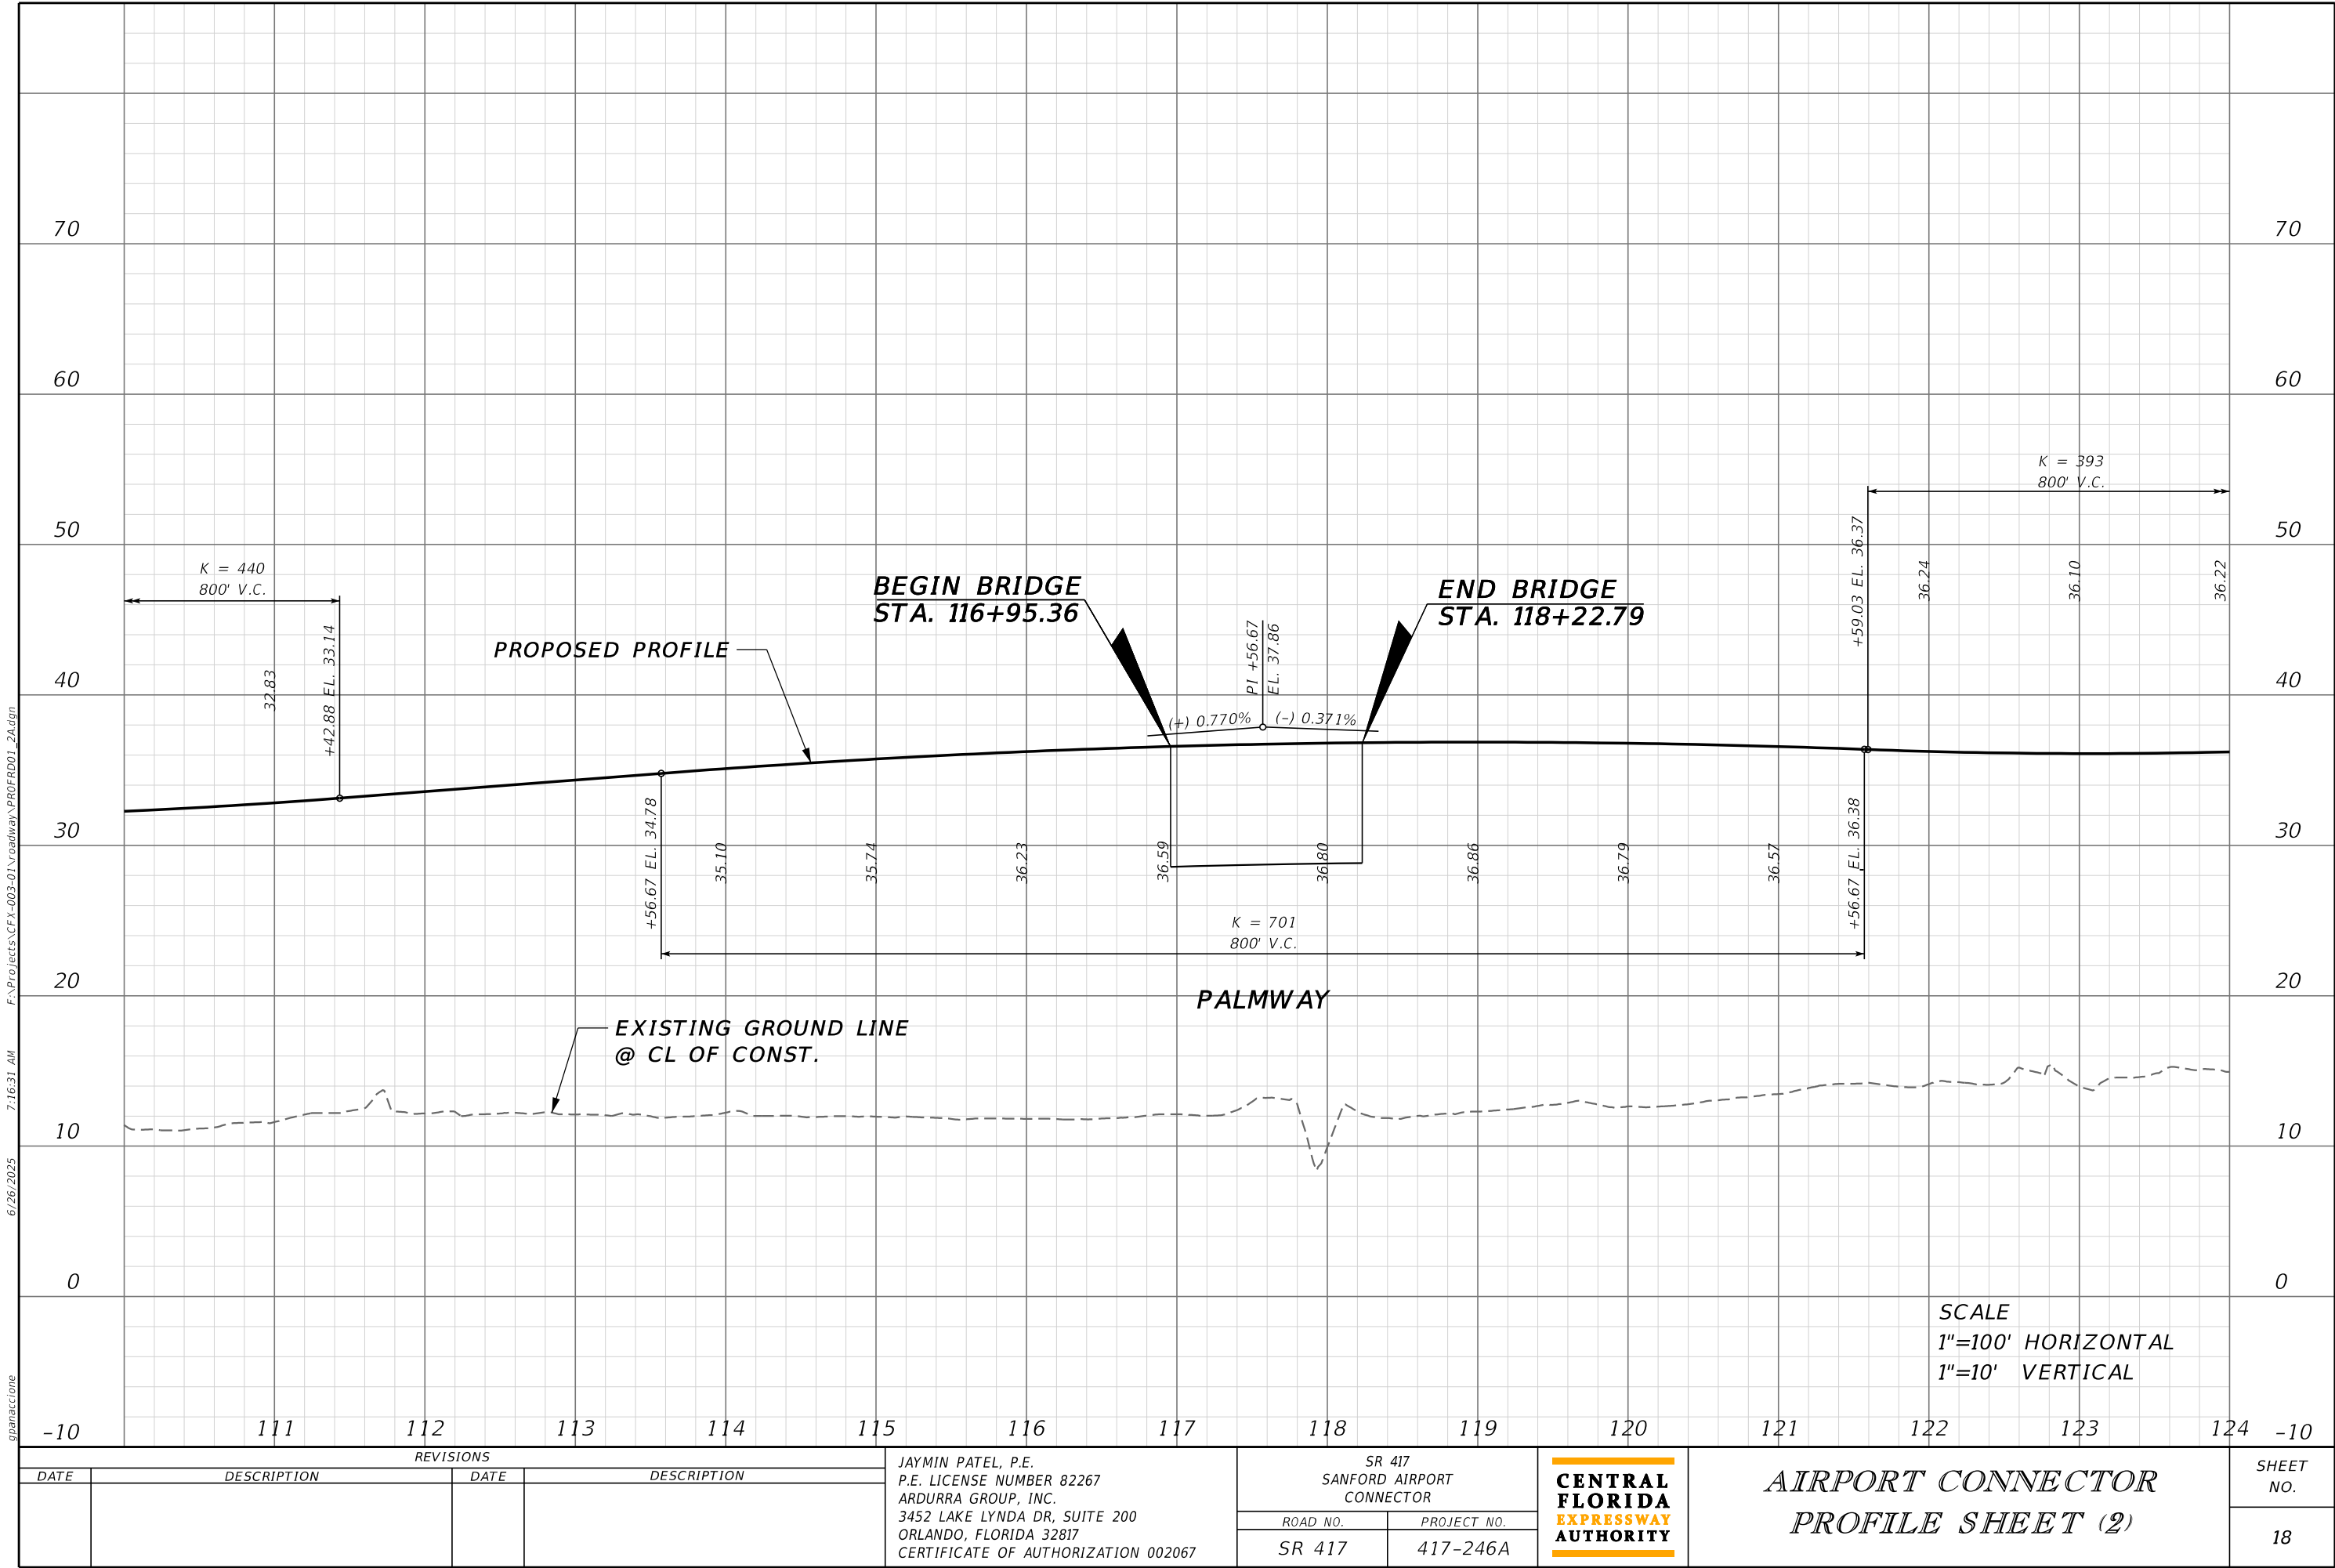 70
70
60
60
K = 393
800' V.C.
50
50
+59.03 EL. 36.37
36.24
36.10
36.22
K = 440
800' V.C.
BEGIN BRIDGE
STA. 116+95.36
END BRIDGE
STA. 118+22.79
PI +56.67
EL. 37.86
PROPOSED PROFILE
32.83
+42.88 EL. 33.14
40
40
(+) 0.770%
(-) 0.371%
30
30
+56.67 EL. 34.78
35.10
35.74
36.23
36.59
36.80
36.86
36.79
36.57
+56.67 EL. 36.38
K = 701
800' V.C.
20
20
PALMWAY
EXISTING GROUND LINE
@ CL OF CONST.
10
10
0
0
SCALE
1"=100' HORIZONTAL
1"=10' VERTICAL
-10
111
112
113
114
115
116
117
118
119
120
121
122
123
124
-10
F:\Projects\CFX-003-01\roadway\PROFRD01_2A.dgn
7:16:31 AM
6/26/2025
gpanaccione
REVISIONS
DATE
DESCRIPTION
DATE
DESCRIPTION
JAYMIN PATEL, P.E.
P.E. LICENSE NUMBER 82267
ARDURRA GROUP, INC.
3452 LAKE LYNDA DR, SUITE 200
ORLANDO, FLORIDA 32817
CERTIFICATE OF AUTHORIZATION 002067
SR 417
SANFORD AIRPORT
CONNECTOR
ROAD NO.
PROJECT NO.
SR 417
417-246A
CENTRAL
FLORIDA
EXPRESSWAY
AUTHORITY
AIRPORT CONNECTOR
PROFILE SHEET (2)
SHEET
NO.
18